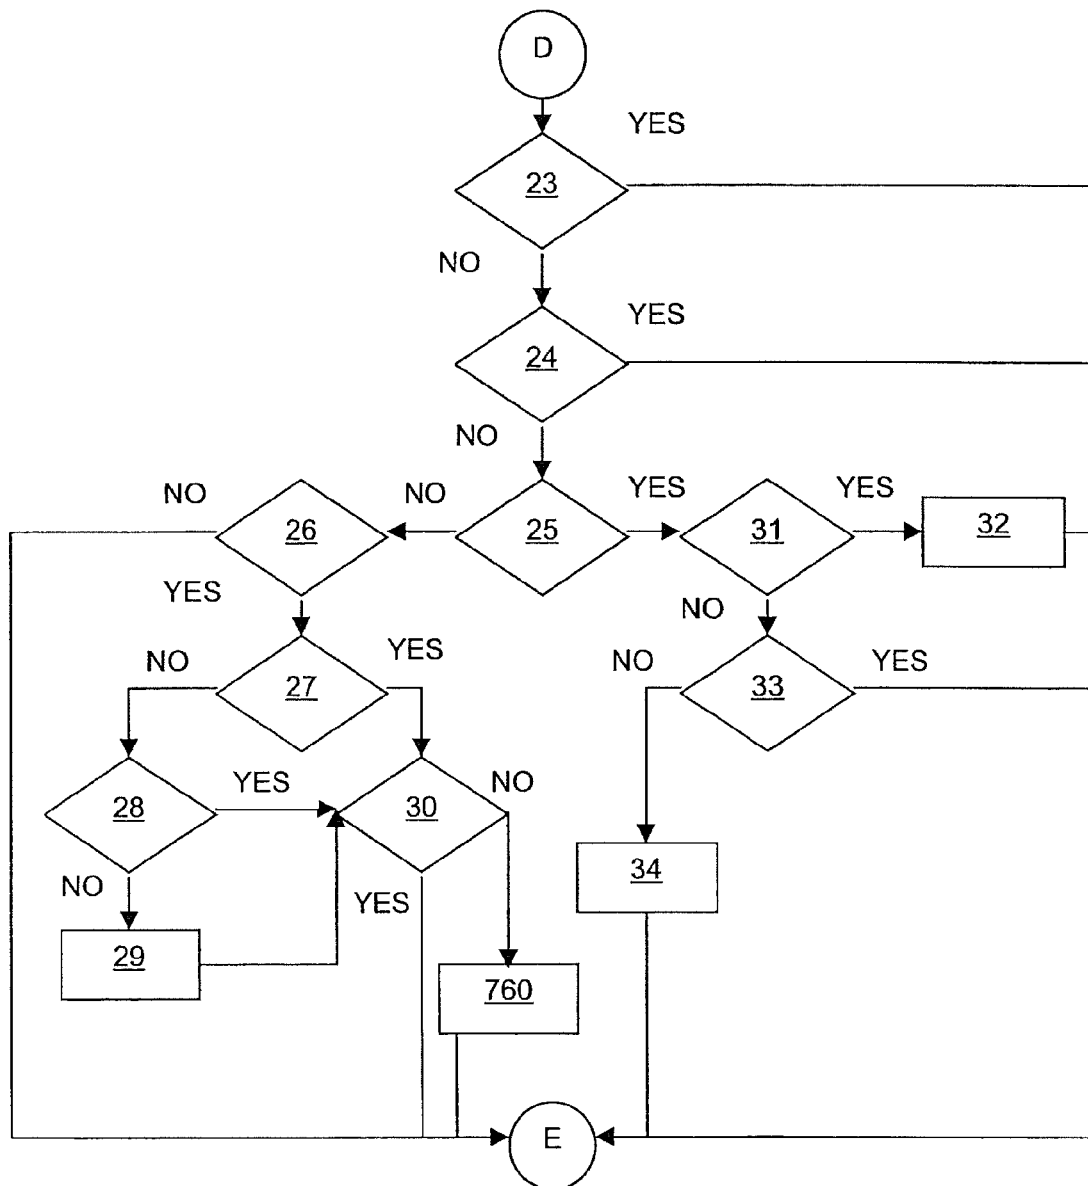 D
YES
23
NO
YES
24
NO
NO
NO
YES
YES
26
25
31
32
YES
NO
NO
YES
NO
YES
27
33
YES
NO
28
30
34
NO
YES
29
760
E